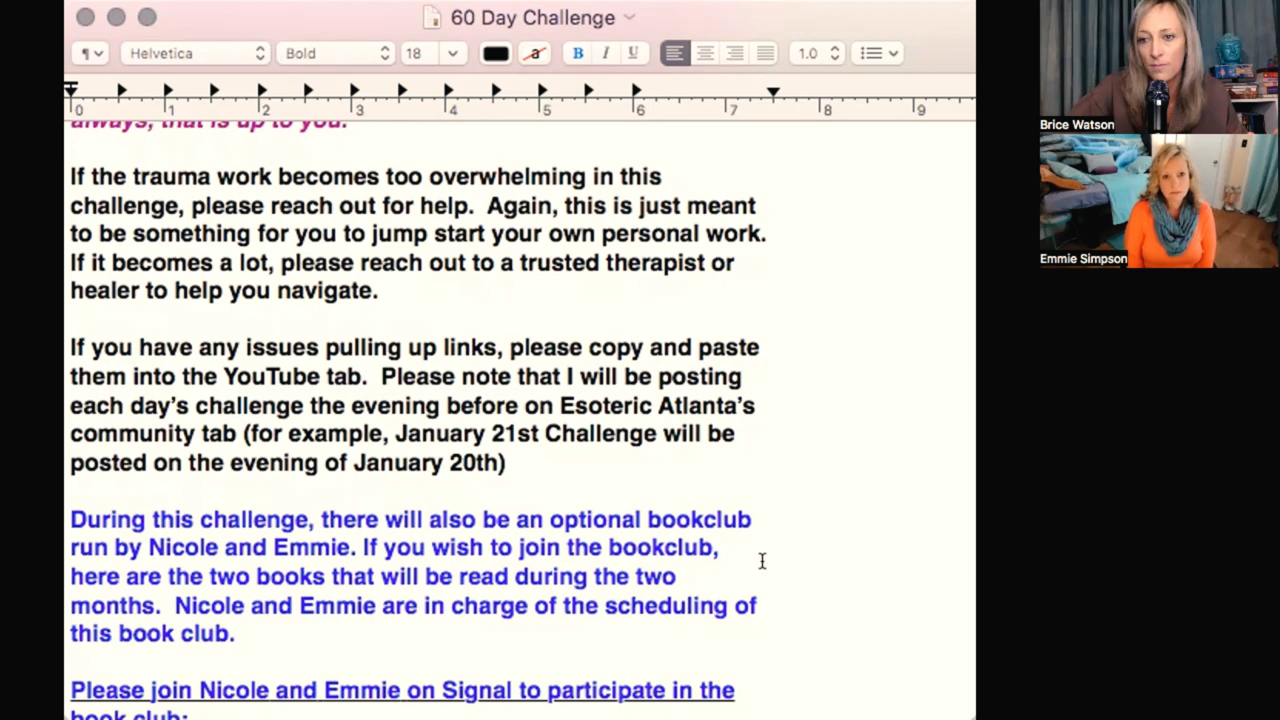 60 Day Challenge
¶ Helvetica Bold 18 a B I U 1.0
0 1 2 3 4 5 6 7 8 9
always, that is up to you.
If the trauma work becomes too overwhelming in this
challenge, please reach out for help.  Again, this is just meant
to be something for you to jump start your own personal work.
If it becomes a lot, please reach out to a trusted therapist or
healer to help you navigate.
If you have any issues pulling up links, please copy and paste
them into the YouTube tab.  Please note that I will be posting
each day's challenge the evening before on Esoteric Atlanta's
community tab (for example, January 21st Challenge will be
posted on the evening of January 20th)
During this challenge, there will also be an optional bookclub
run by Nicole and Emmie. If you wish to join the bookclub,
here are the two books that will be read during the two
months.  Nicole and Emmie are in charge of the scheduling of
this book club.
Please join Nicole and Emmie on Signal to participate in the
book club:
Brice Watson
Emmie Simpson